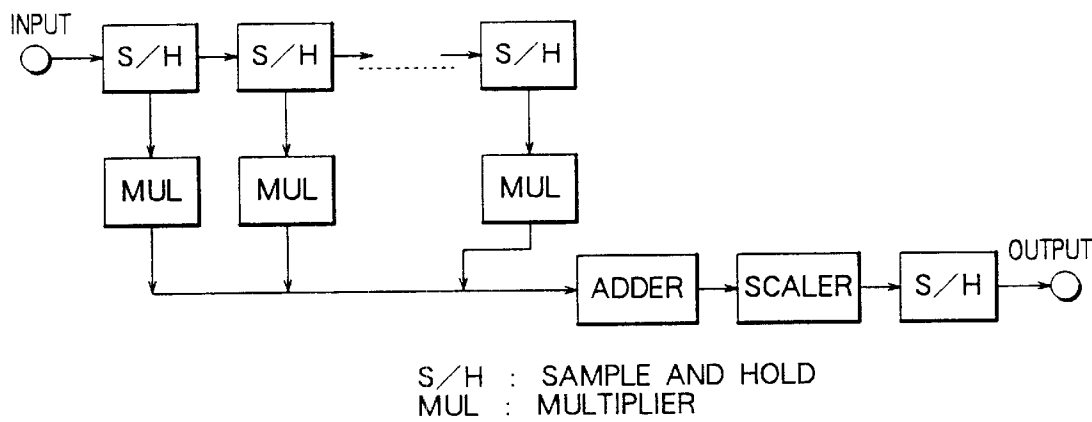 INPUT
S/H
S/H
S/H
MUL
MUL
MUL
OUTPUT
ADDER
SCALER
S/H
S/H : SAMPLE AND HOLD
MUL : MULTIPLIER